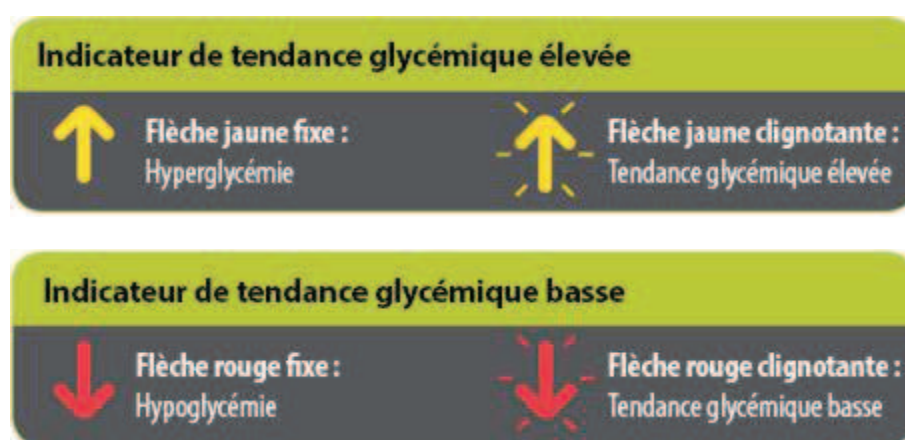 Indicateur de tendance glycémique élevée
Flèche jaune fixe :
Hyperglycémie
Flèche jaune clignotante :
Tendance glycémique élevée
Indicateur de tendance glycémique basse
Flèche rouge fixe :
Hypoglycémie
Flèche rouge clignotante :
Tendance glycémique basse